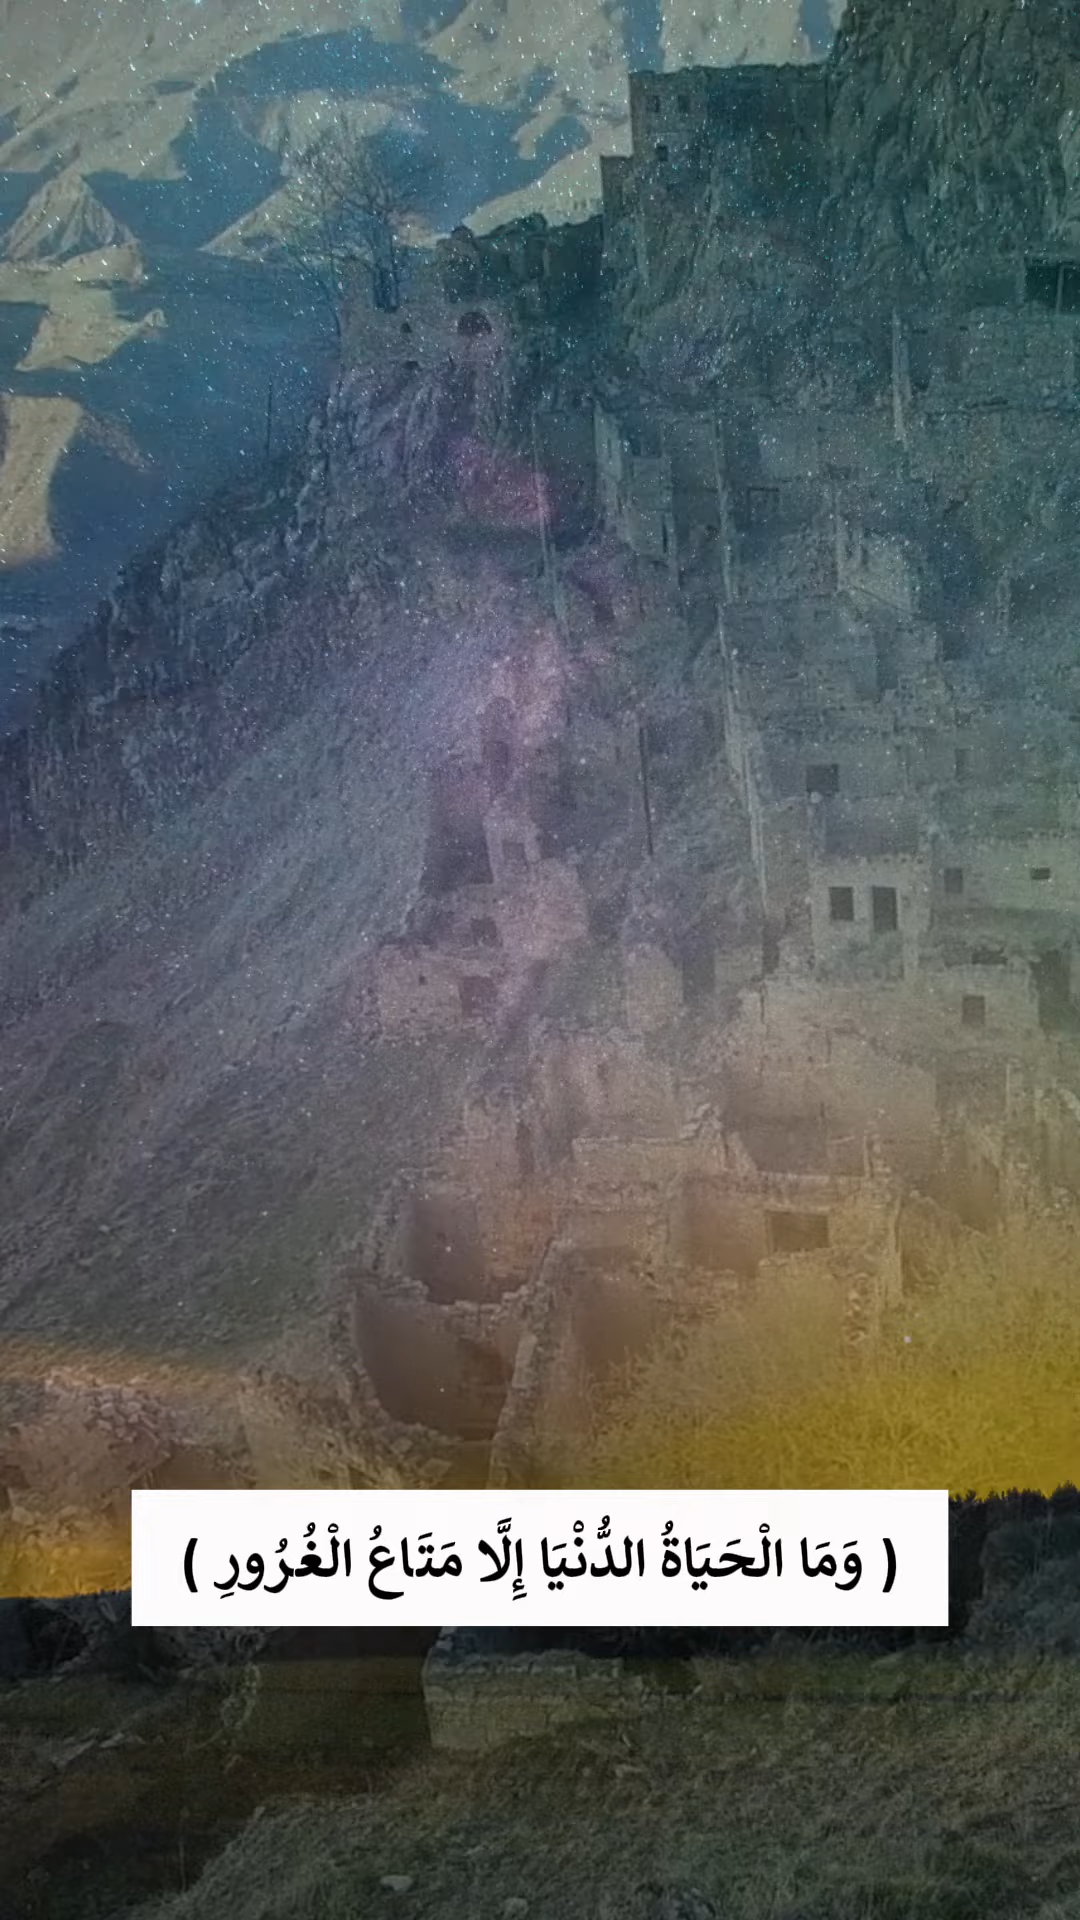 ( وَمَا الْحَيَاةُ الدُّنْيَا إِلَّا مَتَاعُ الْغُرُورِ )